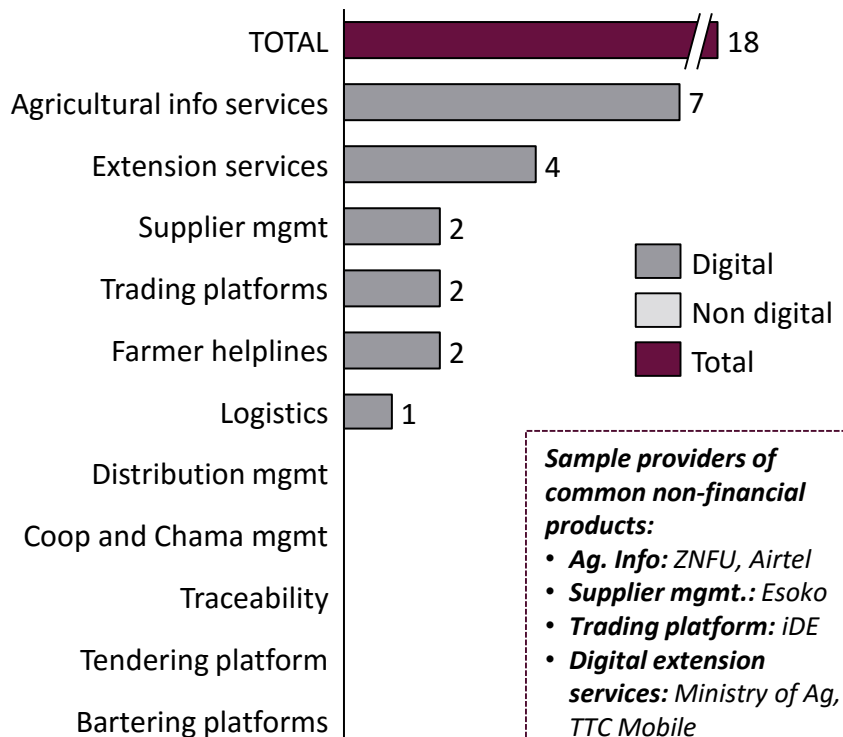 TOTAL 18
Agricultural info services 7
Extension services 4
Supplier mgmt 2
Trading platforms 2
Farmer helplines 2
Logistics 1
Distribution mgmt
Coop and Chama mgmt
Traceability
Tendering platform
Bartering platforms
Digital
Non digital
Total
Sample providers of
common non-financial
products:
• Ag. Info: ZNFU, Airtel
• Supplier mgmt.: Esoko
• Trading platform: iDE
• Digital extension
services: Ministry of Ag,
TTC Mobile